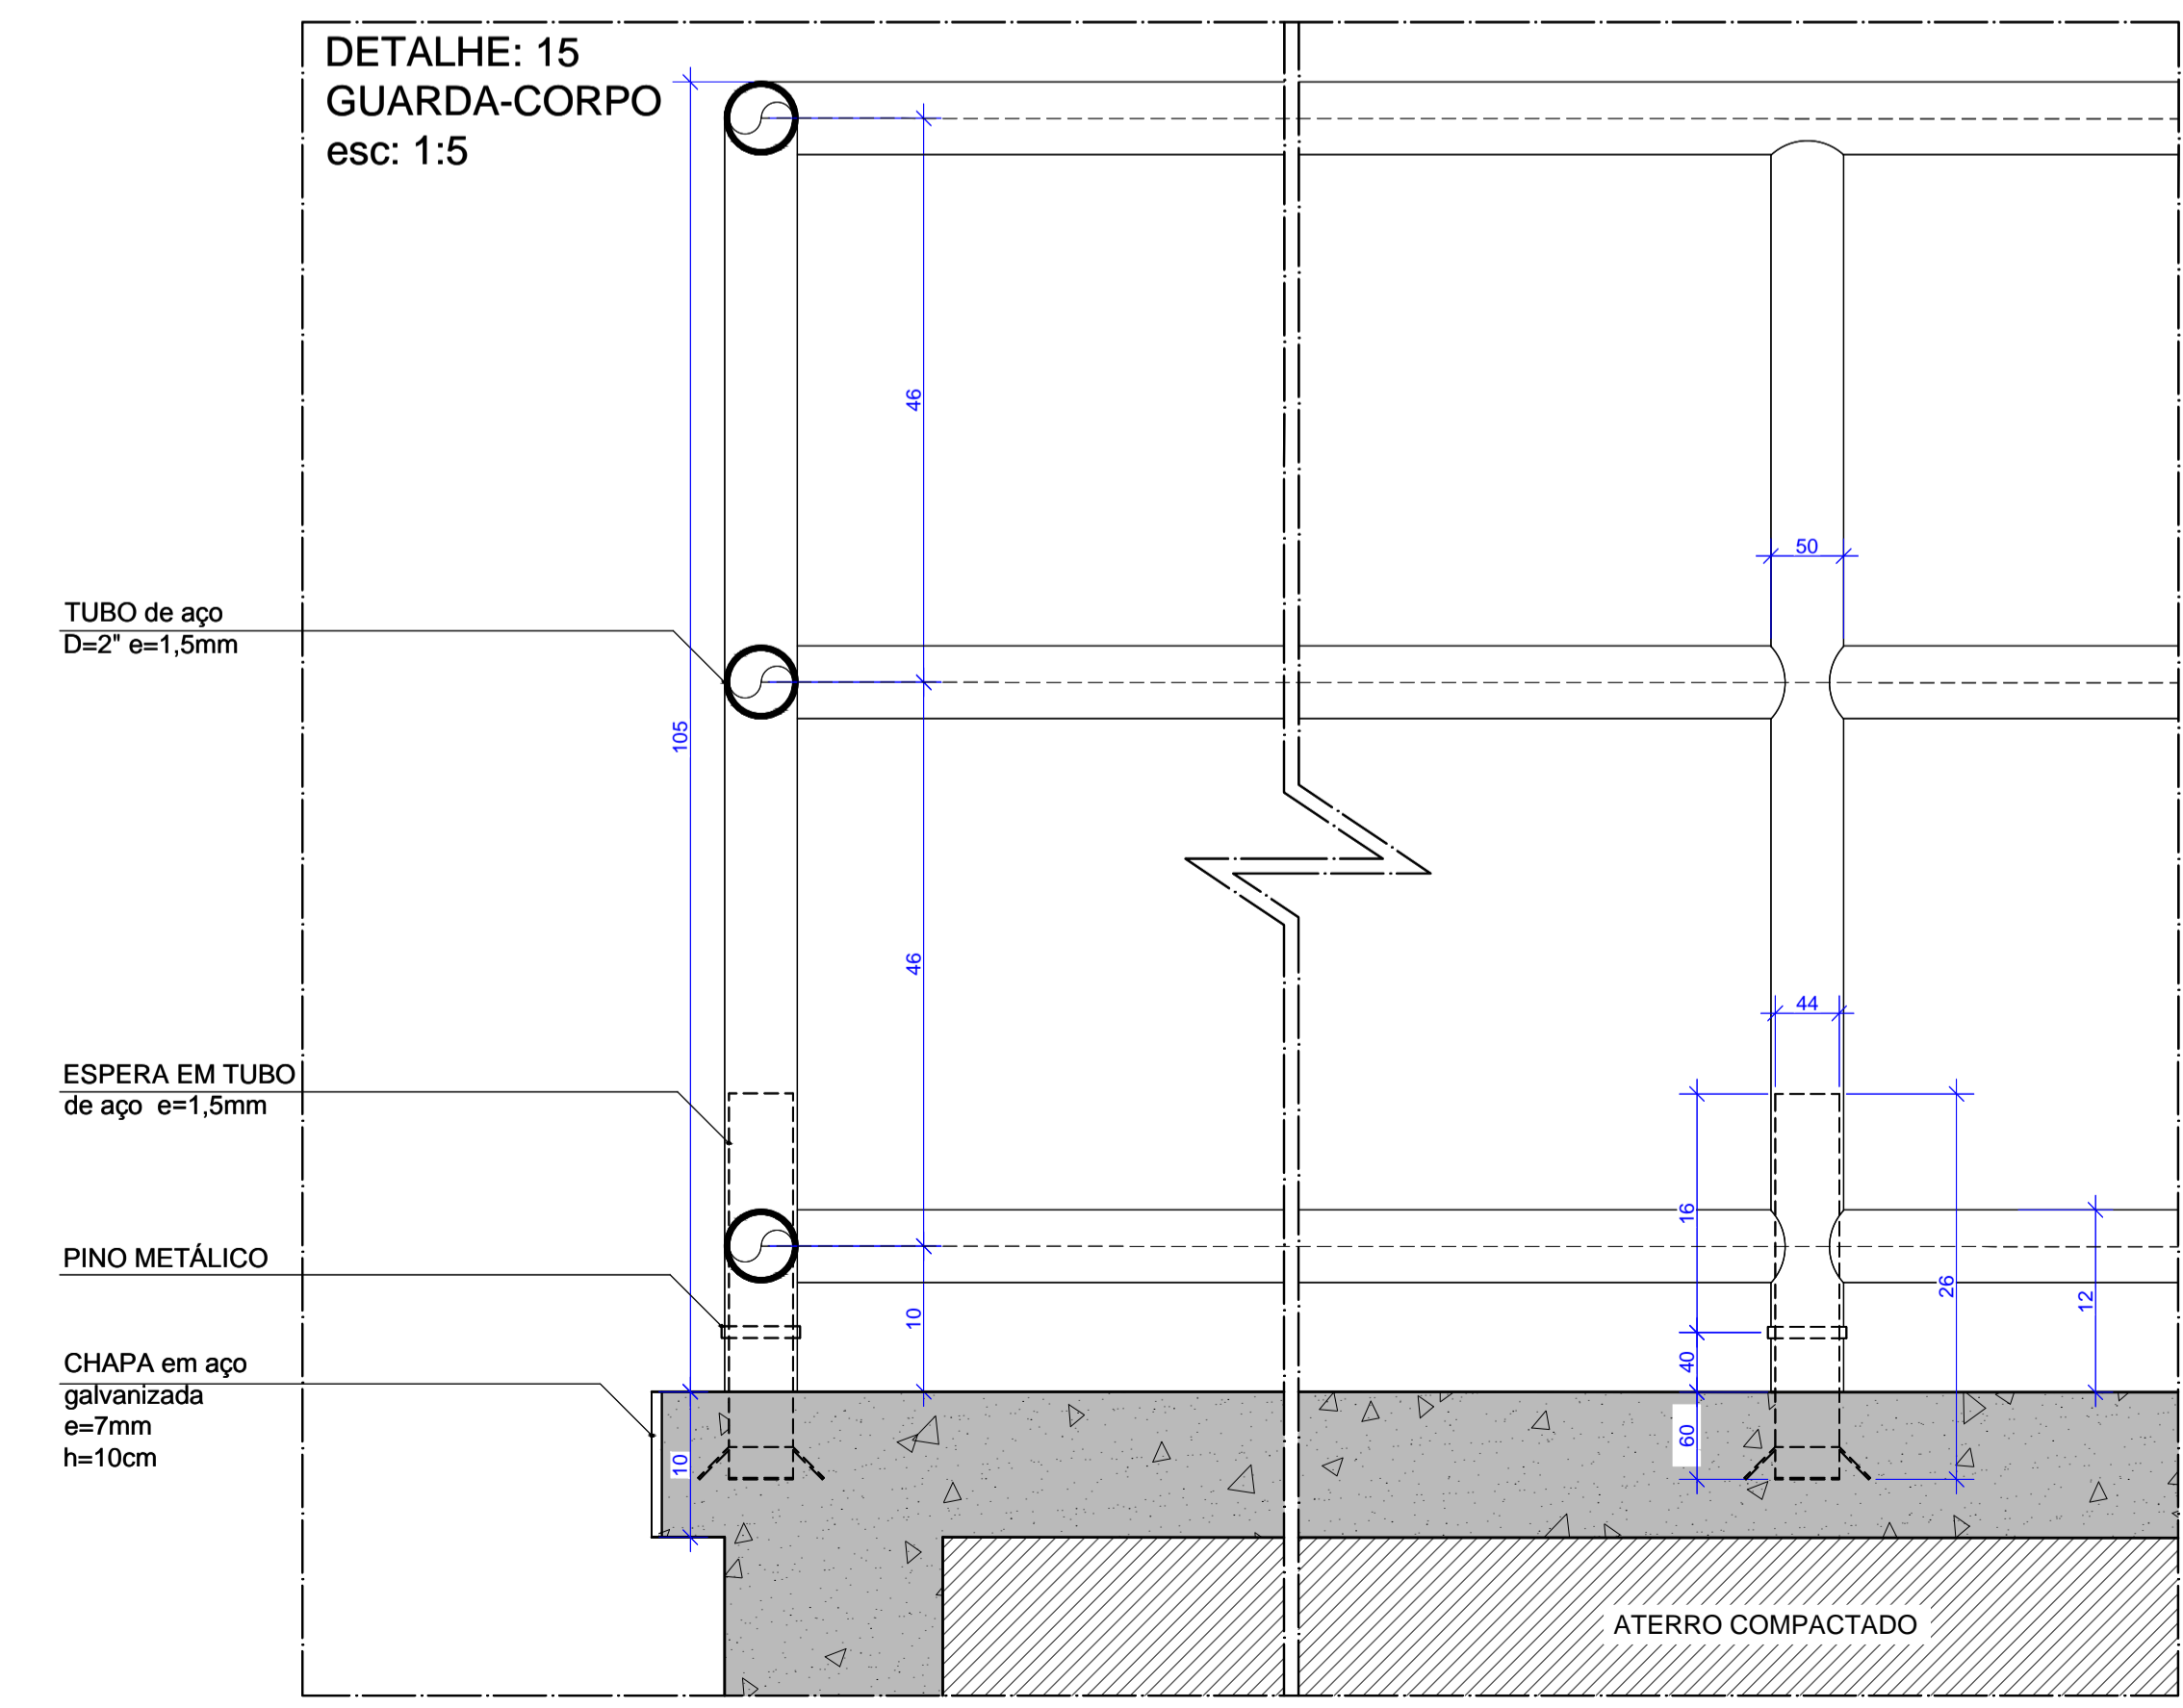 DETALHE: 15
GUARDA-CORPO
esc: 1:5
46
50
TUBO de aço
D=2" e=1,5mm
105
46
44
ESPERA EM TUBO
de aço e=1,5mm
16
PINO METÁLICO
26
12
10
40
CHAPA em aço
galvanizada
e=7mm
h=10cm
60
10
ATERRO COMPACTADO